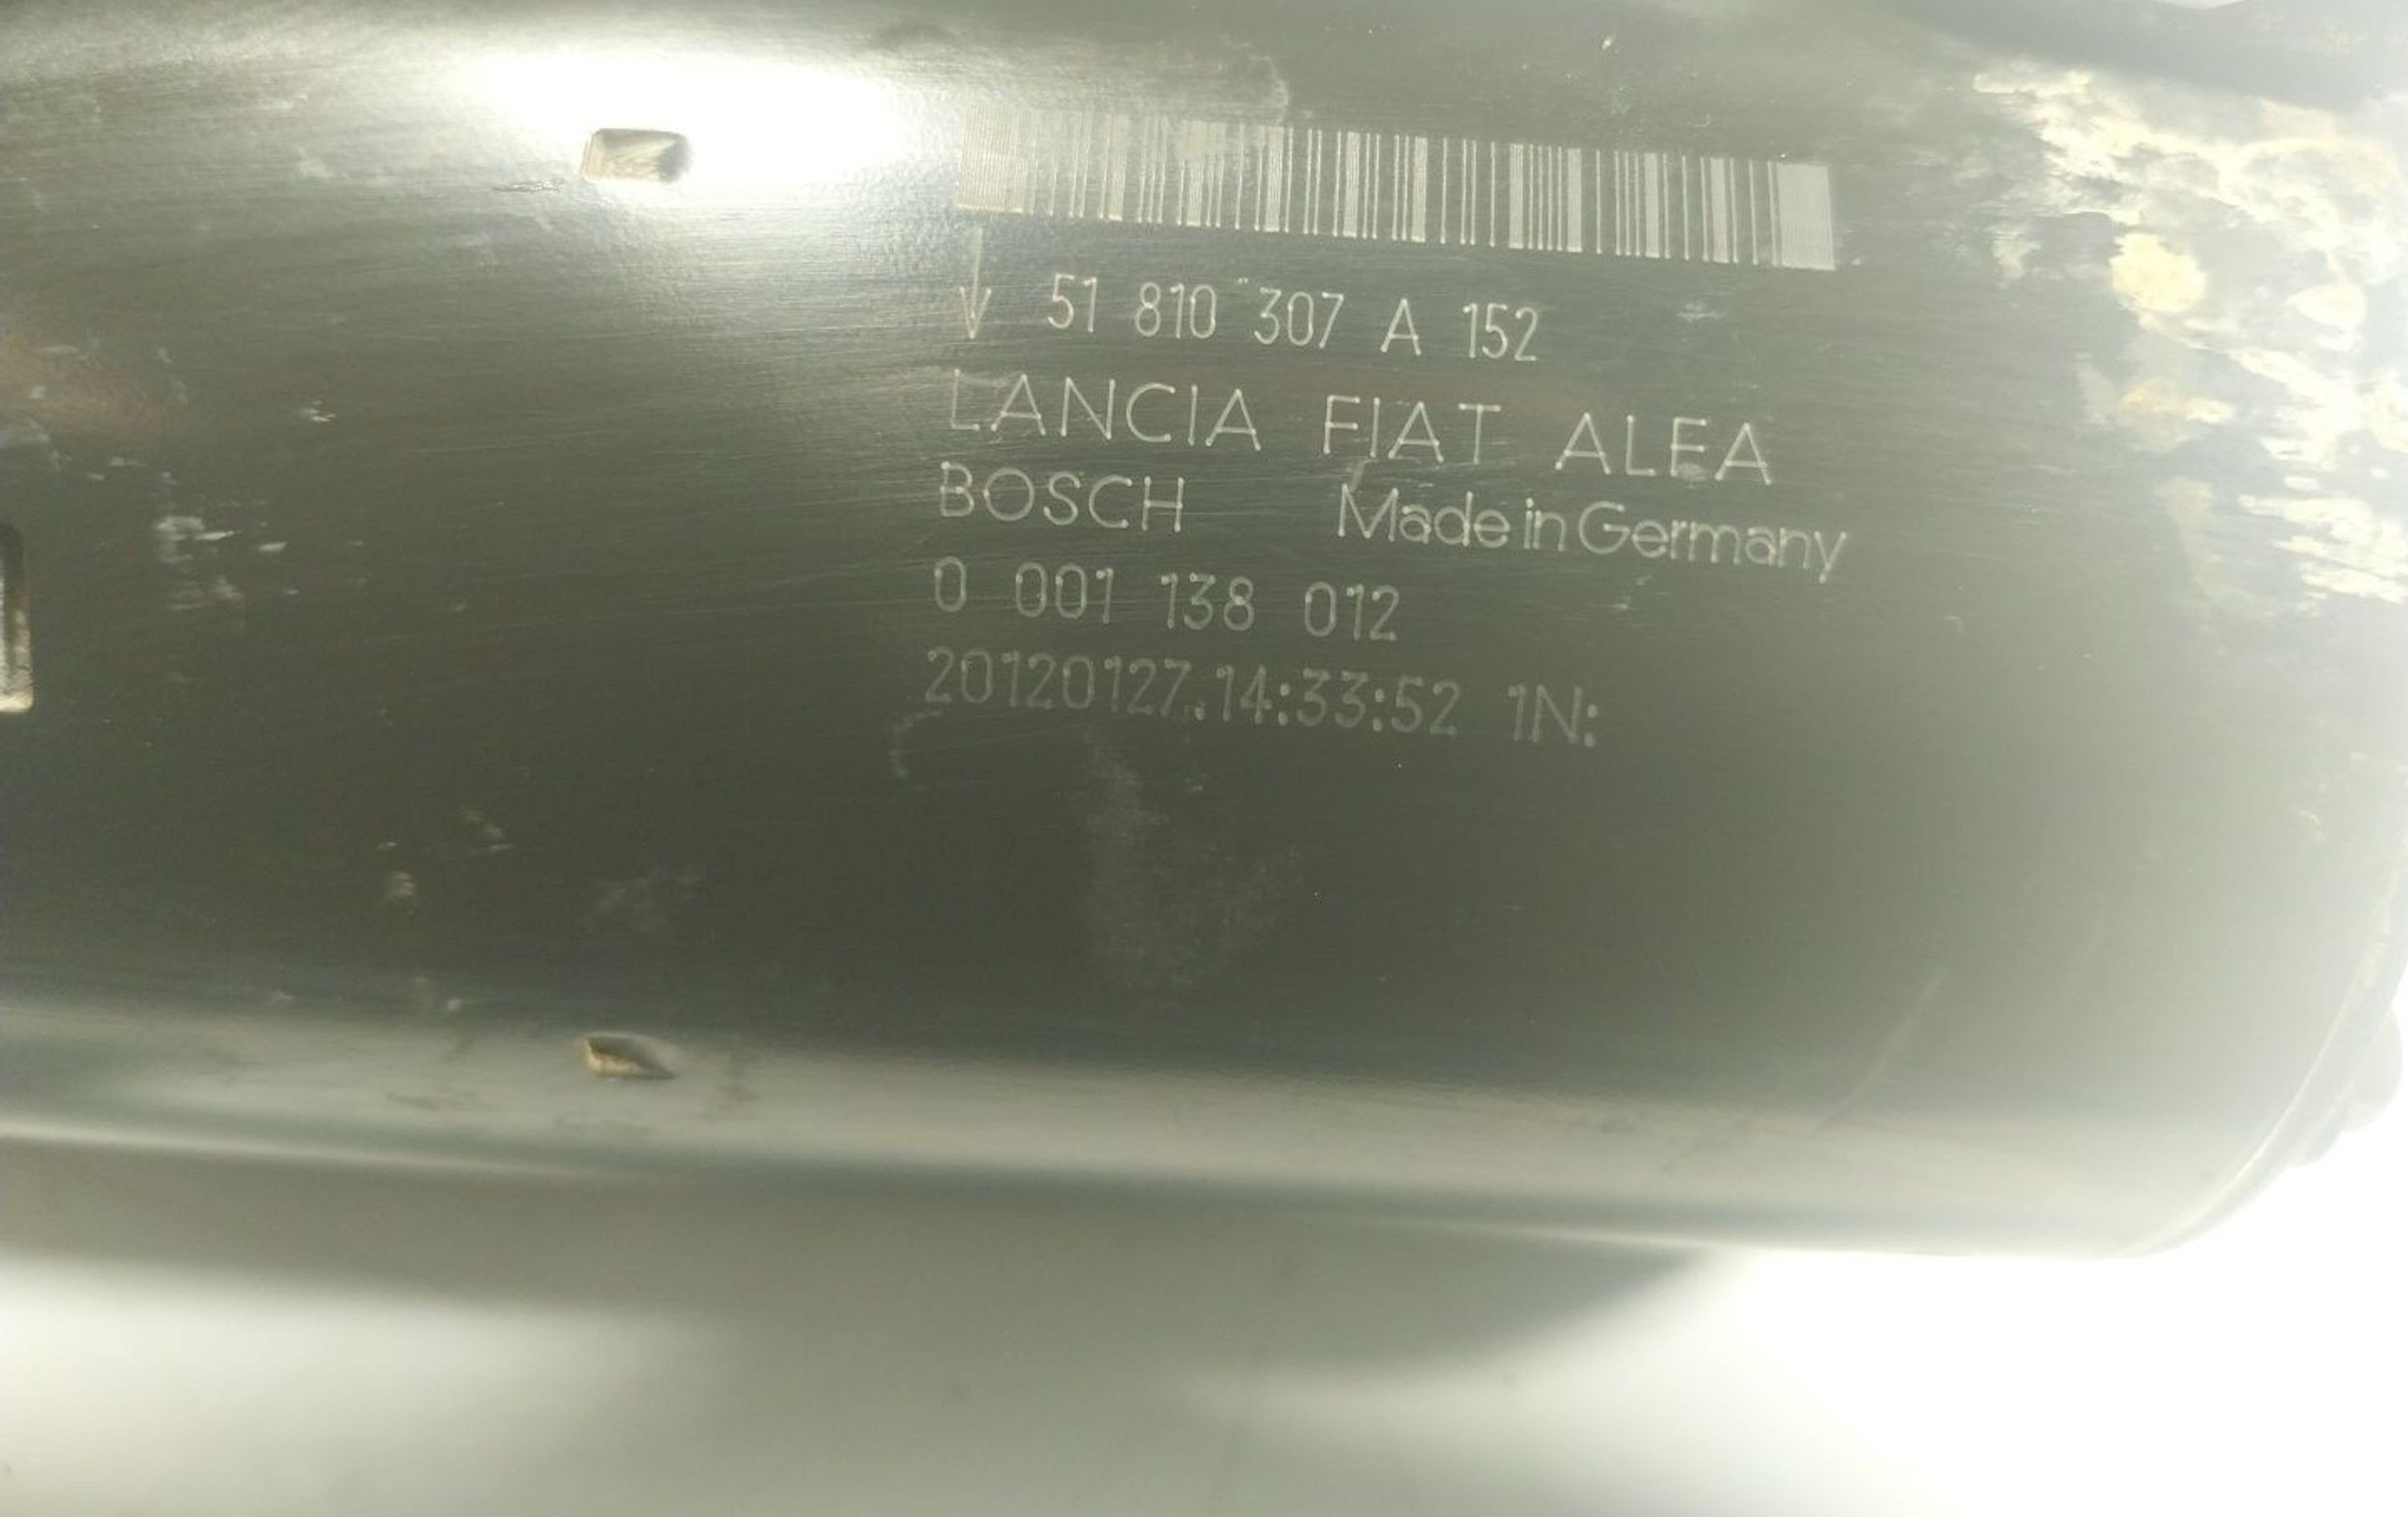 51 810 307 A 152
LANCIA FIAT ALFA
BOSCH Made in Germany
0 001 138 012
20120127.14:33:52 1N: